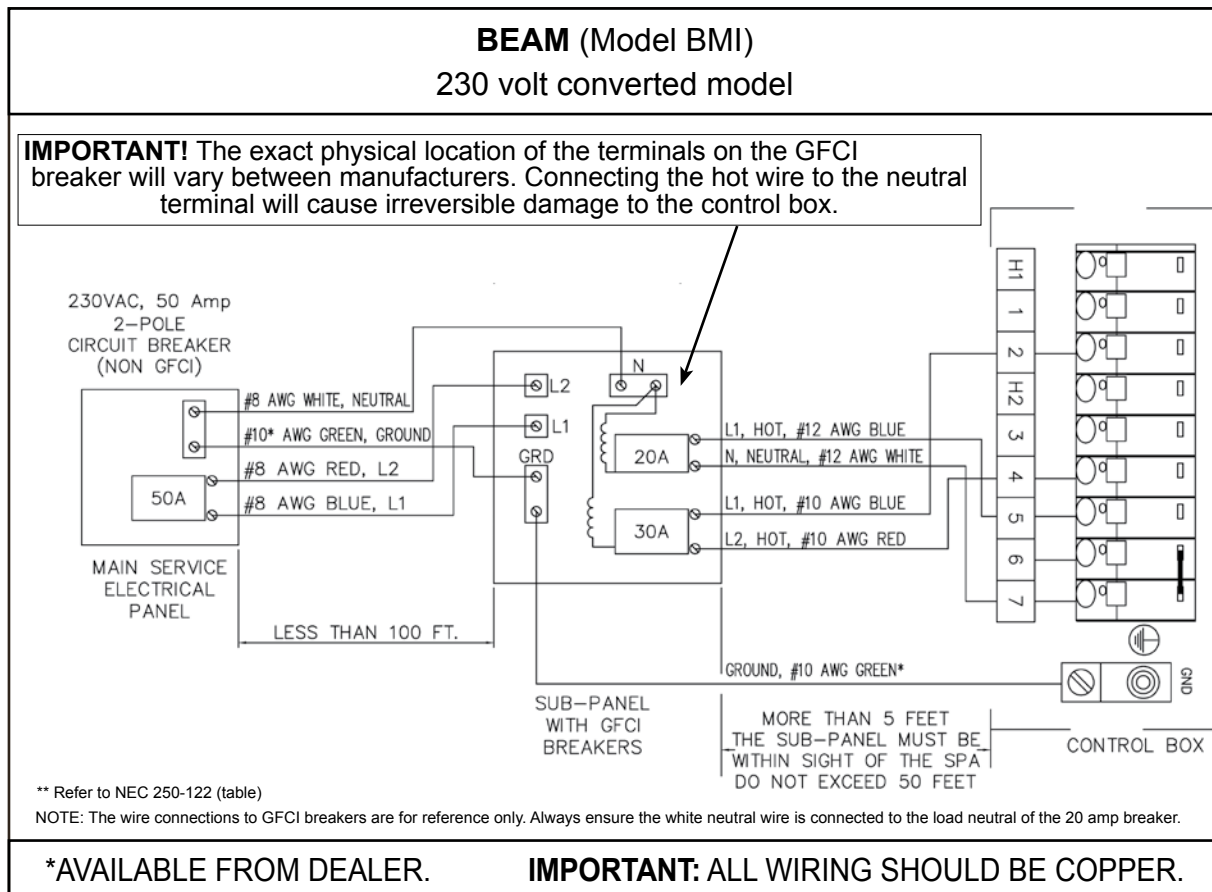 BEAM (Model BMI)
230 volt converted model
IMPORTANT! The exact physical location of the terminals on the GFCI
breaker will vary between manufacturers. Connecting the hot wire to the neutral
terminal will cause irreversible damage to the control box.
230VAC, 50 Amp
2-POLE
CIRCUIT BREAKER
(NON GFCI)
#8 AWG WHITE, NEUTRAL
#10* AWG GREEN, GROUND
#8 AWG RED, L2
#8 AWG BLUE, L1
50A
MAIN SERVICE
ELECTRICAL
PANEL
LESS THAN 100 FT.
L2
L1
GRD
N
20A
30A
SUB-PANEL
WITH GFCI
BREAKERS
L1, HOT, #12 AWG BLUE
N, NEUTRAL, #12 AWG WHITE
L1, HOT, #10 AWG BLUE
L2, HOT, #10 AWG RED
GROUND, #10 AWG GREEN*
MORE THAN 5 FEET
THE SUB-PANEL MUST BE
WITHIN SIGHT OF THE SPA
DO NOT EXCEED 50 FEET
H1
1
2
H2
3
4
5
6
7
GND
CONTROL BOX
** Refer to NEC 250-122 (table)
NOTE: The wire connections to GFCI breakers are for reference only. Always ensure the white neutral wire is connected to the load neutral of the 20 amp breaker.
*AVAILABLE FROM DEALER.
IMPORTANT: ALL WIRING SHOULD BE COPPER.